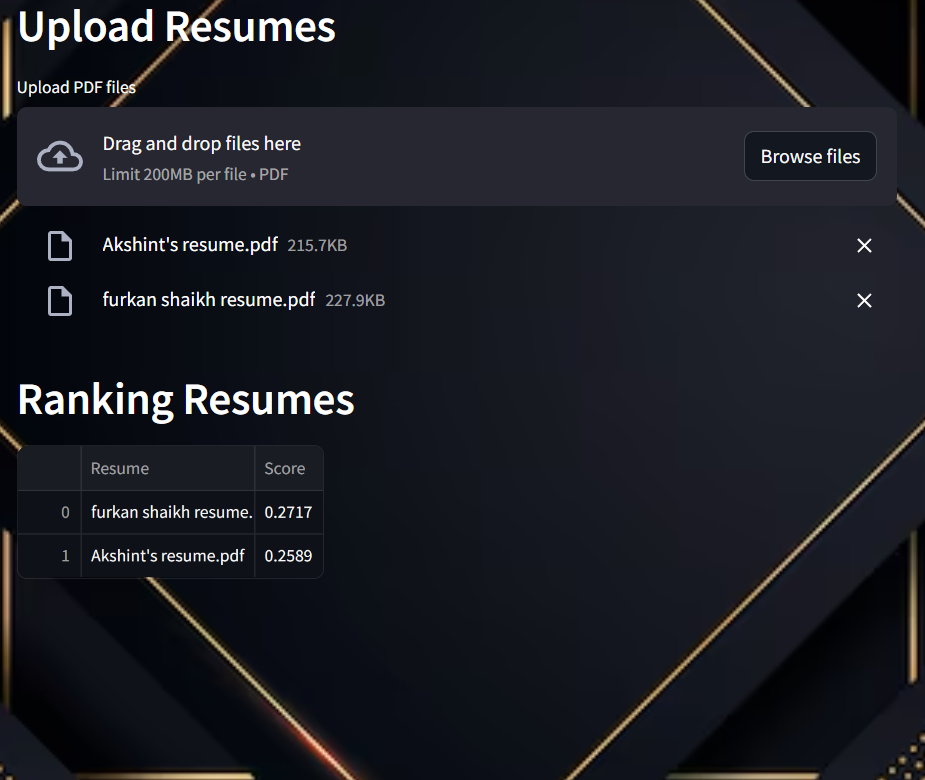 Upload Resumes
Upload PDF files
Drag and drop files here
Limit 200MB per file • PDF
Browse files
Akshint's resume.pdf 215.7KB
furkan shaikh resume.pdf 227.9KB
Ranking Resumes
Resume Score
0 furkan shaikh resume. 0.2717
1 Akshint's resume.pdf 0.2589